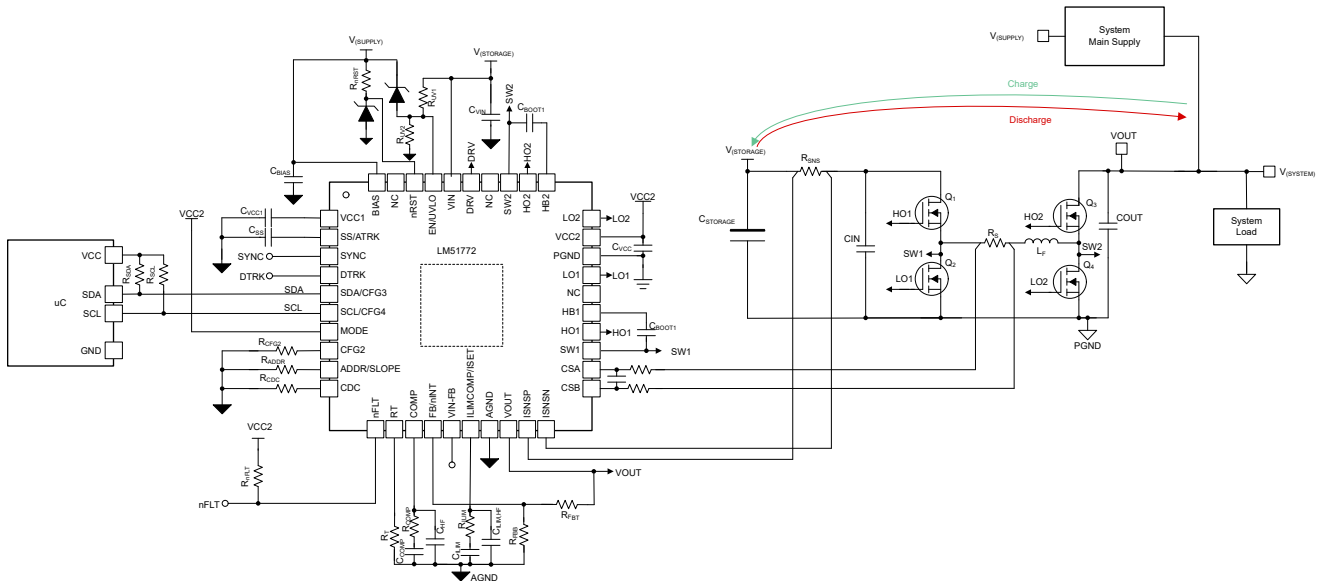 V(SUPPLY)
V(STORAGE)
RnRST
RUV1
RUV2
CVIN
SW2
CBOOT1
DRV
HO2
CBIAS
BIAS
NC
nRST
EN/UVLO
VIN
DRV
NC
SW2
HO2
HB2
VCC2
CVCC1
CSS
SYNC
DTRK
VCC1
SS/ATRK
SYNC
DTRK
SDA/CFG3
SCL/CFG4
MODE
CFG2
ADDR/SLOPE
CDC
LM51772
LO2
VCC2
PGND
LO1
NC
HB1
HO1
SW1
CSA
CSB
LO2
VCC2
CVCC
LO1
CBOOT1
HO1
SW1
uC
VCC
SDA
SCL
GND
RSDA
RSCL
SDA
SCL
RCFG2
RADDR
RCDC
nFLT
RT
COMP
FB/nINT
VIN-FB
ILIMCOMP/ISET
AGND
VOUT
ISNSP
ISNSN
VCC2
RnFLT
nFLT
RT
RCOMP
CCOMP
CHF
RILIM
CILIM
CILIM,HF
RFBB
RFBT
VOUT
AGND
V(SUPPLY)
System
Main Supply
Charge
Discharge
V(STORAGE)
RSNS
CSTORAGE
CIN
Q1
HO1
SW1
Q2
LO1
RS
LF
HO2
Q3
SW2
Q4
LO2
PGND
VOUT
COUT
V(SYSTEM)
System
Load